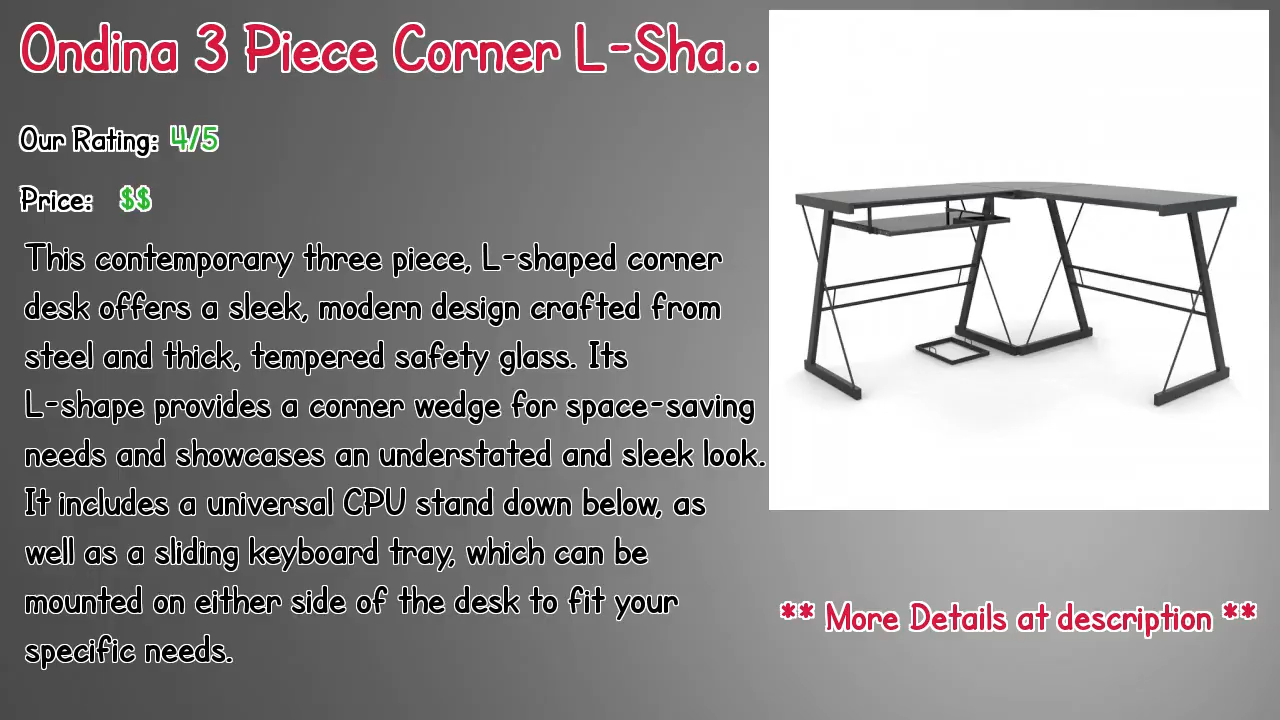 Ondina 3 Piece Corner L-Sha..
Our Rating: 4/5
Price: $$
This contemporary three piece, L-shaped corner
desk offers a sleek, modern design crafted from
steel and thick, tempered safety glass. Its
L-shape provides a corner wedge for space-saving
needs and showcases an understated and sleek look.
It includes a universal CPU stand down below, as
well as a sliding keyboard tray, which can be
mounted on either side of the desk to fit your
specific needs.
** More Details at description **